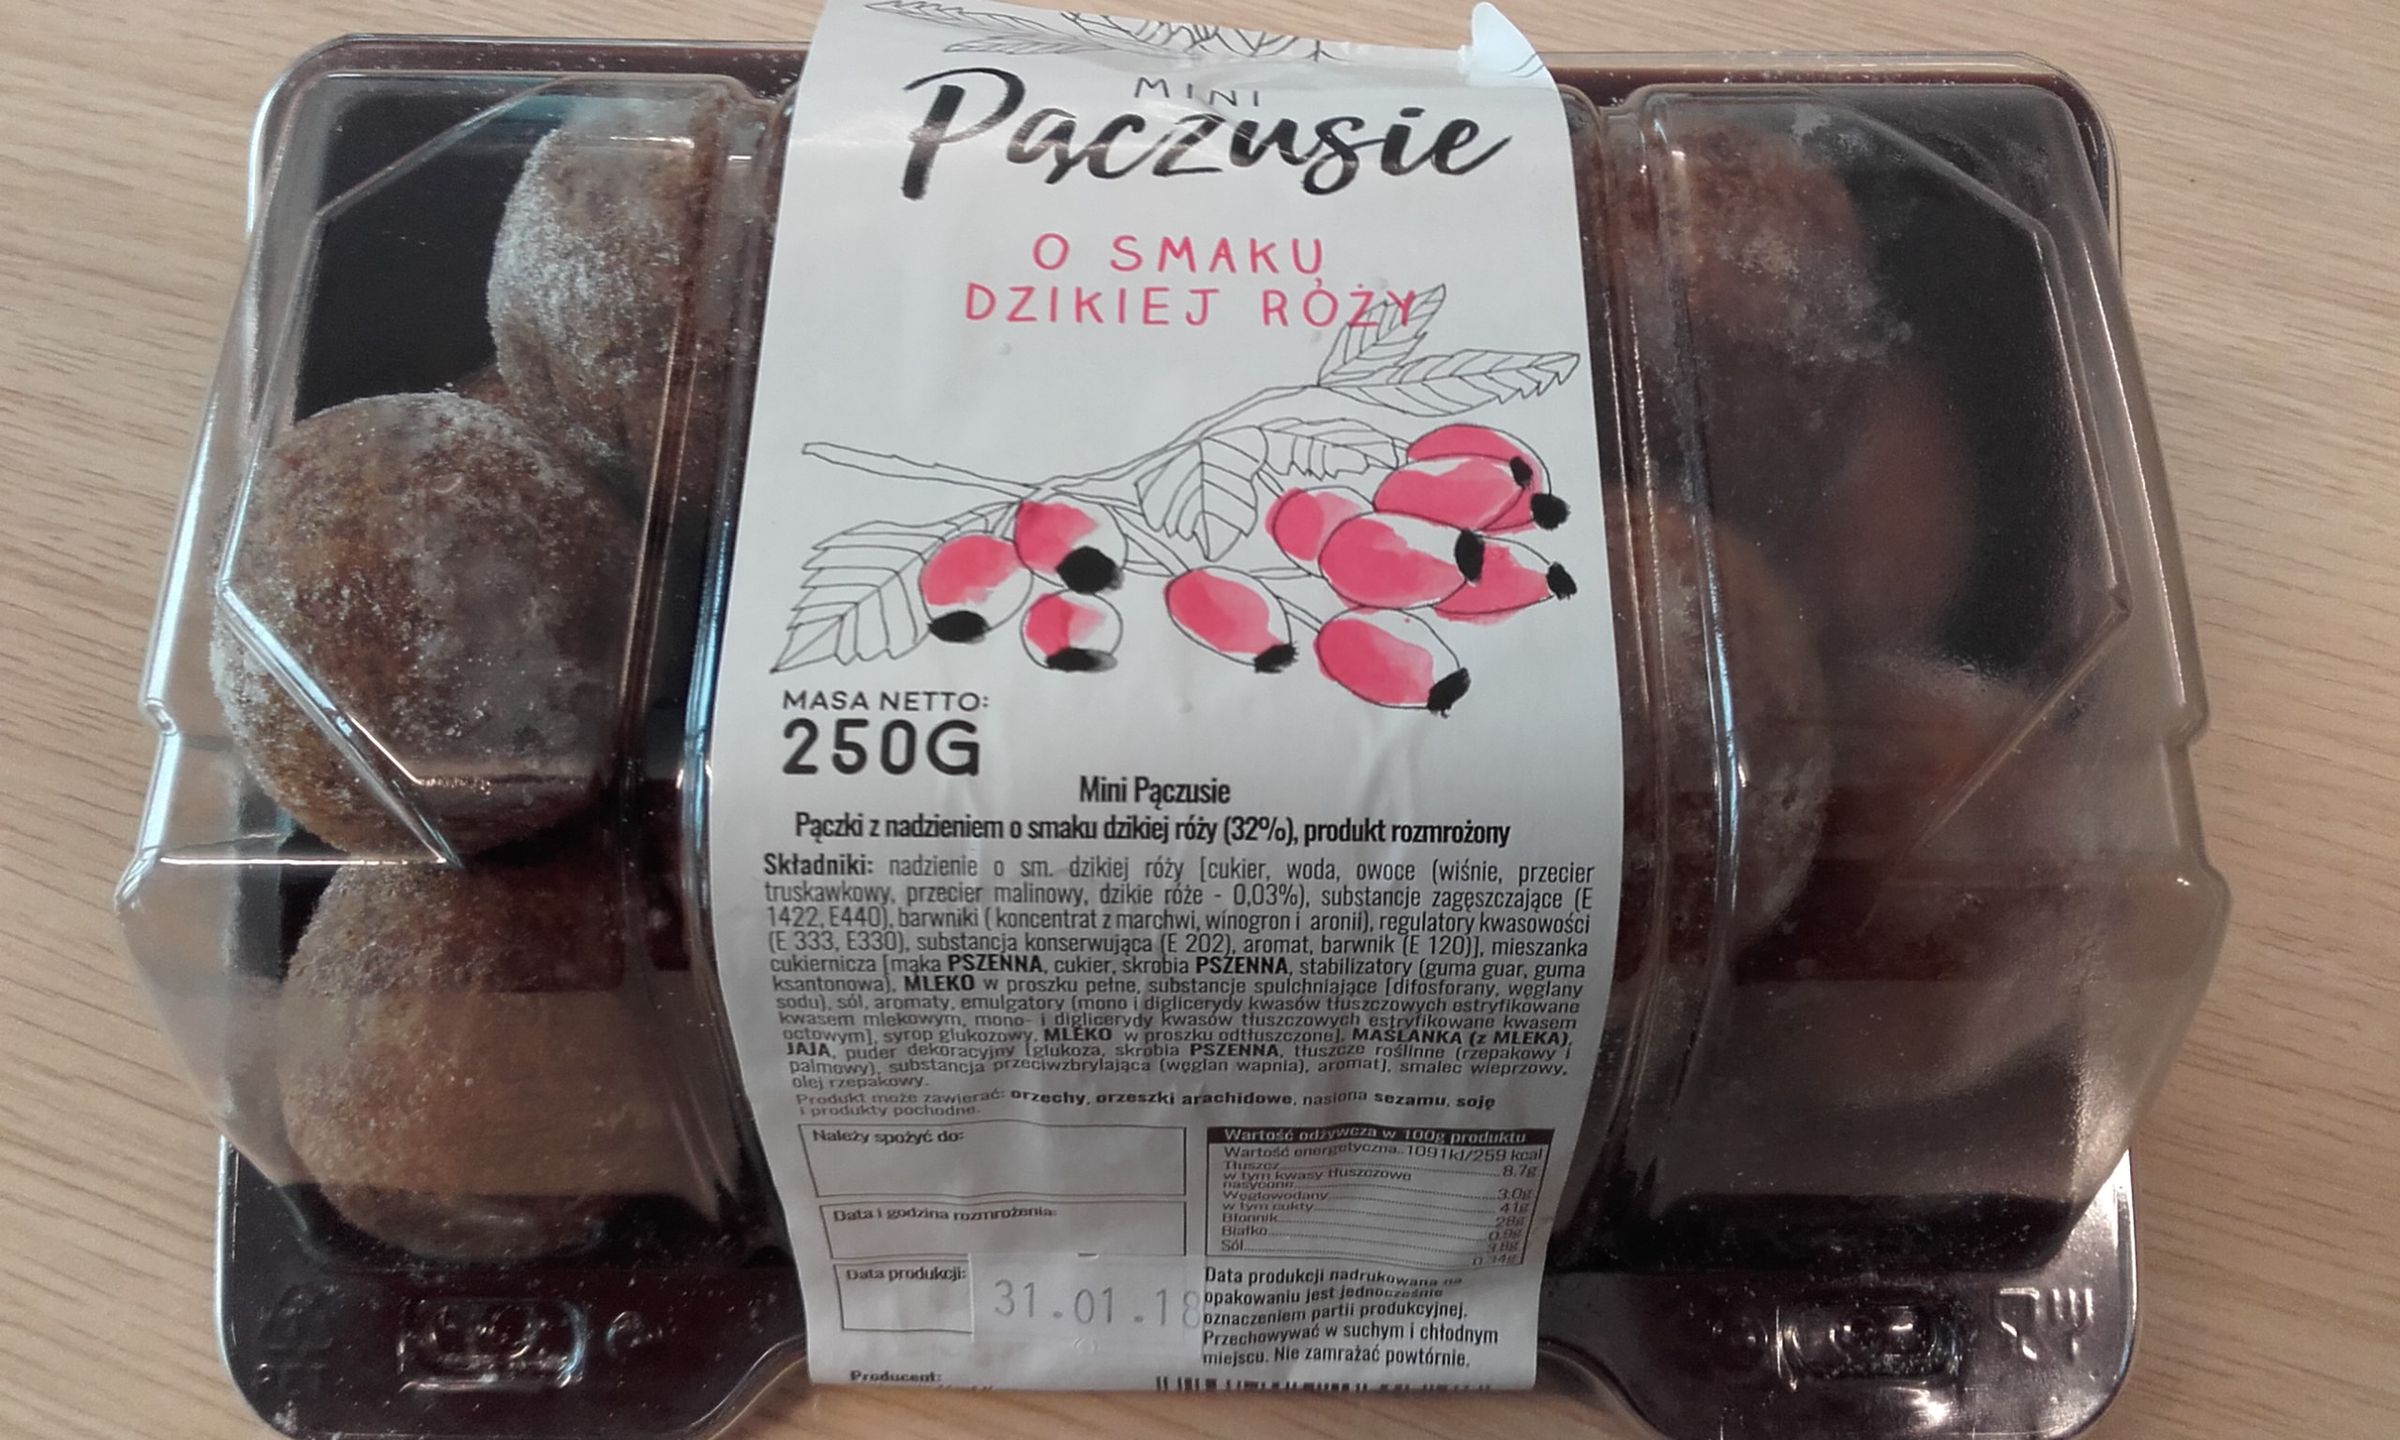 MINI
Pączusie
O SMAKU
DZIKIEJ RÓŻY
MASA NETTO:
250G
Mini Pączusie
Pączki z nadzieniem o smaku dzikiej róży (32%), produkt rozmrożony
Składniki: nadzienie o sm. dzikiej róży [cukier, woda, owoce (wiśnie, przecier
truskawkowy, przecier malinowy, dzikie róże - 0,03%), substancje zagęszczające (E
1422, E440), barwniki ( koncentrat z marchwi, winogron i aronii), regulatory kwasowości
(E 333, E330), substancja konserwująca (E 202), aromat, barwnik (E 120)], mieszanka
cukiernicza [mąka PSZENNA, cukier, skrobia PSZENNA, stabilizatory (guma guar, guma
ksantonowa), MLEKO w proszku pełne, substancje spulchniające [difosforany, węglany
sodu), sól, aromaty, emulgatory (mono i diglicerydy kwasów tłuszczowych estryfikowane
kwasem mlekowym, mono- i diglicerydy kwasów tłuszczowych estryfikowane kwasem
octowym], syrop glukozowy, MLEKO w proszku odtłuszczone], MAŚLANKA (z MLEKA),
JAJA, puder dekoracyjny [glukoza, skrobia PSZENNA, tłuszcze roślinne (rzepakowy i
palmowy), substancja przeciwzbrylająca (węglan wapnia), aromat], smalec wieprzowy,
olej rzepakowy.
Produkt może zawierać: orzechy, orzeszki arachidowe, nasiona sezamu, soję
i produkty pochodne.
Należy spożyć do:
Data i godzina rozmrożenia:
Data produkcji:
31.01.18
Wartość odżywcza w 100g produktu
Wartość energetyczna..1091kJ/259 kcal
Tłuszcz 8,7g
w tym kwasy tłuszczowe
nasycone 3,0g
Węglowodany 41g
w tym cukry 28g
Błonnik 0,9g
Białko 3,8g
Sól
Data produkcji nadrukowana na
opakowaniu jest jednocześnie
oznaczeniem partii produkcyjnej.
Przechowywać w suchym i chłodnym
miejscu. Nie zamrażać powtórnie.
Producent: